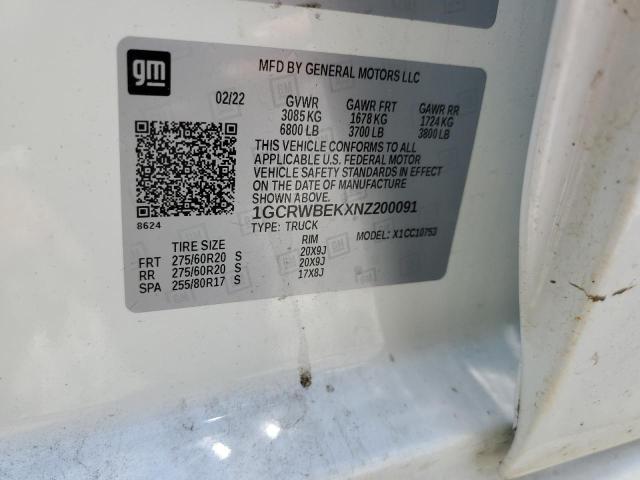 gm
MFD BY GENERAL MOTORS LLC
02/22 GVWR GAWR FRT GAWR RR
3085 KG 1678 KG 1724 KG
6800 LB 3700 LB 3800 LB
THIS VEHICLE CONFORMS TO ALL
APPLICABLE U.S. FEDERAL MOTOR
VEHICLE SAFETY STANDARDS
IN EFFECT ON THE DATE OF MANUFACTURE
SHOWN ABOVE.
1GCRWBEKXNZ200091
8624
TYPE: TRUCK MODEL: X1CC10753
TIRE SIZE RIM
FRT 275/60R20 S 20X9J
RR 275/60R20 S 20X9J
SPA 255/80R17 S 17X8J